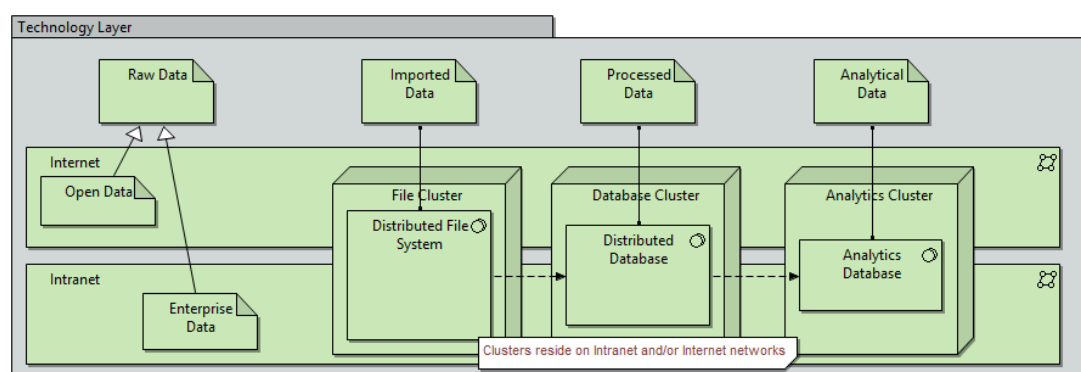 Technology Layer
Raw Data
Imported
Data
Processed
Data
Analytical
Data
Internet
Open Data
File Cluster
Database Cluster
Analytics Cluster
Distributed File
System
Distributed
Database
Analytics
Database
Intranet
Enterprise
Data
Clusters reside on Intranet and/or Internet networks